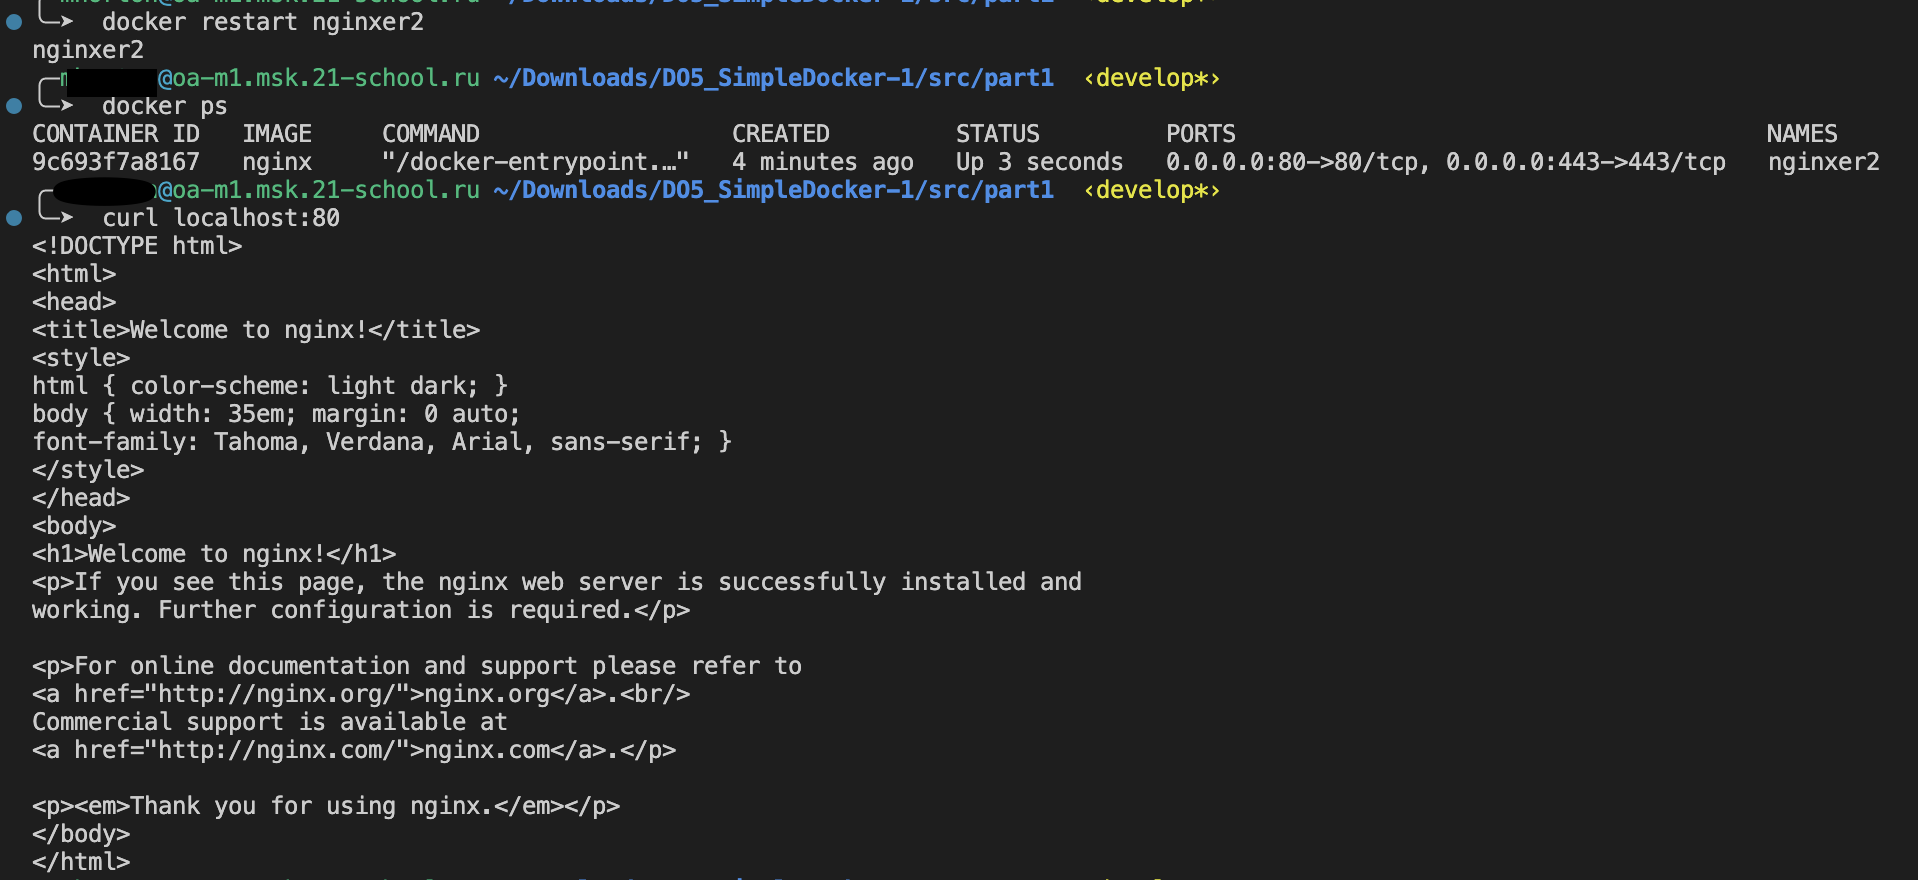 docker restart nginxer2
nginxer2
@oa-m1.msk.21-school.ru ~/Downloads/DO5_SimpleDocker-1/src/part1 ‹develop*›
docker ps
CONTAINER ID IMAGE COMMAND CREATED STATUS PORTS NAMES
9c693f7a8167 nginx "/docker-entrypoint.…" 4 minutes ago Up 3 seconds 0.0.0.0:80->80/tcp, 0.0.0.0:443->443/tcp nginxer2
@oa-m1.msk.21-school.ru ~/Downloads/DO5_SimpleDocker-1/src/part1 ‹develop*›
curl localhost:80
<!DOCTYPE html>
<html>
<head>
<title>Welcome to nginx!</title>
<style>
html { color-scheme: light dark; }
body { width: 35em; margin: 0 auto;
font-family: Tahoma, Verdana, Arial, sans-serif; }
</style>
</head>
<body>
<h1>Welcome to nginx!</h1>
<p>If you see this page, the nginx web server is successfully installed and
working. Further configuration is required.</p>
<p>For online documentation and support please refer to
<a href="http://nginx.org/">nginx.org</a>.<br/>
Commercial support is available at
<a href="http://nginx.com/">nginx.com</a>.</p>
<p><em>Thank you for using nginx.</em></p>
</body>
</html>